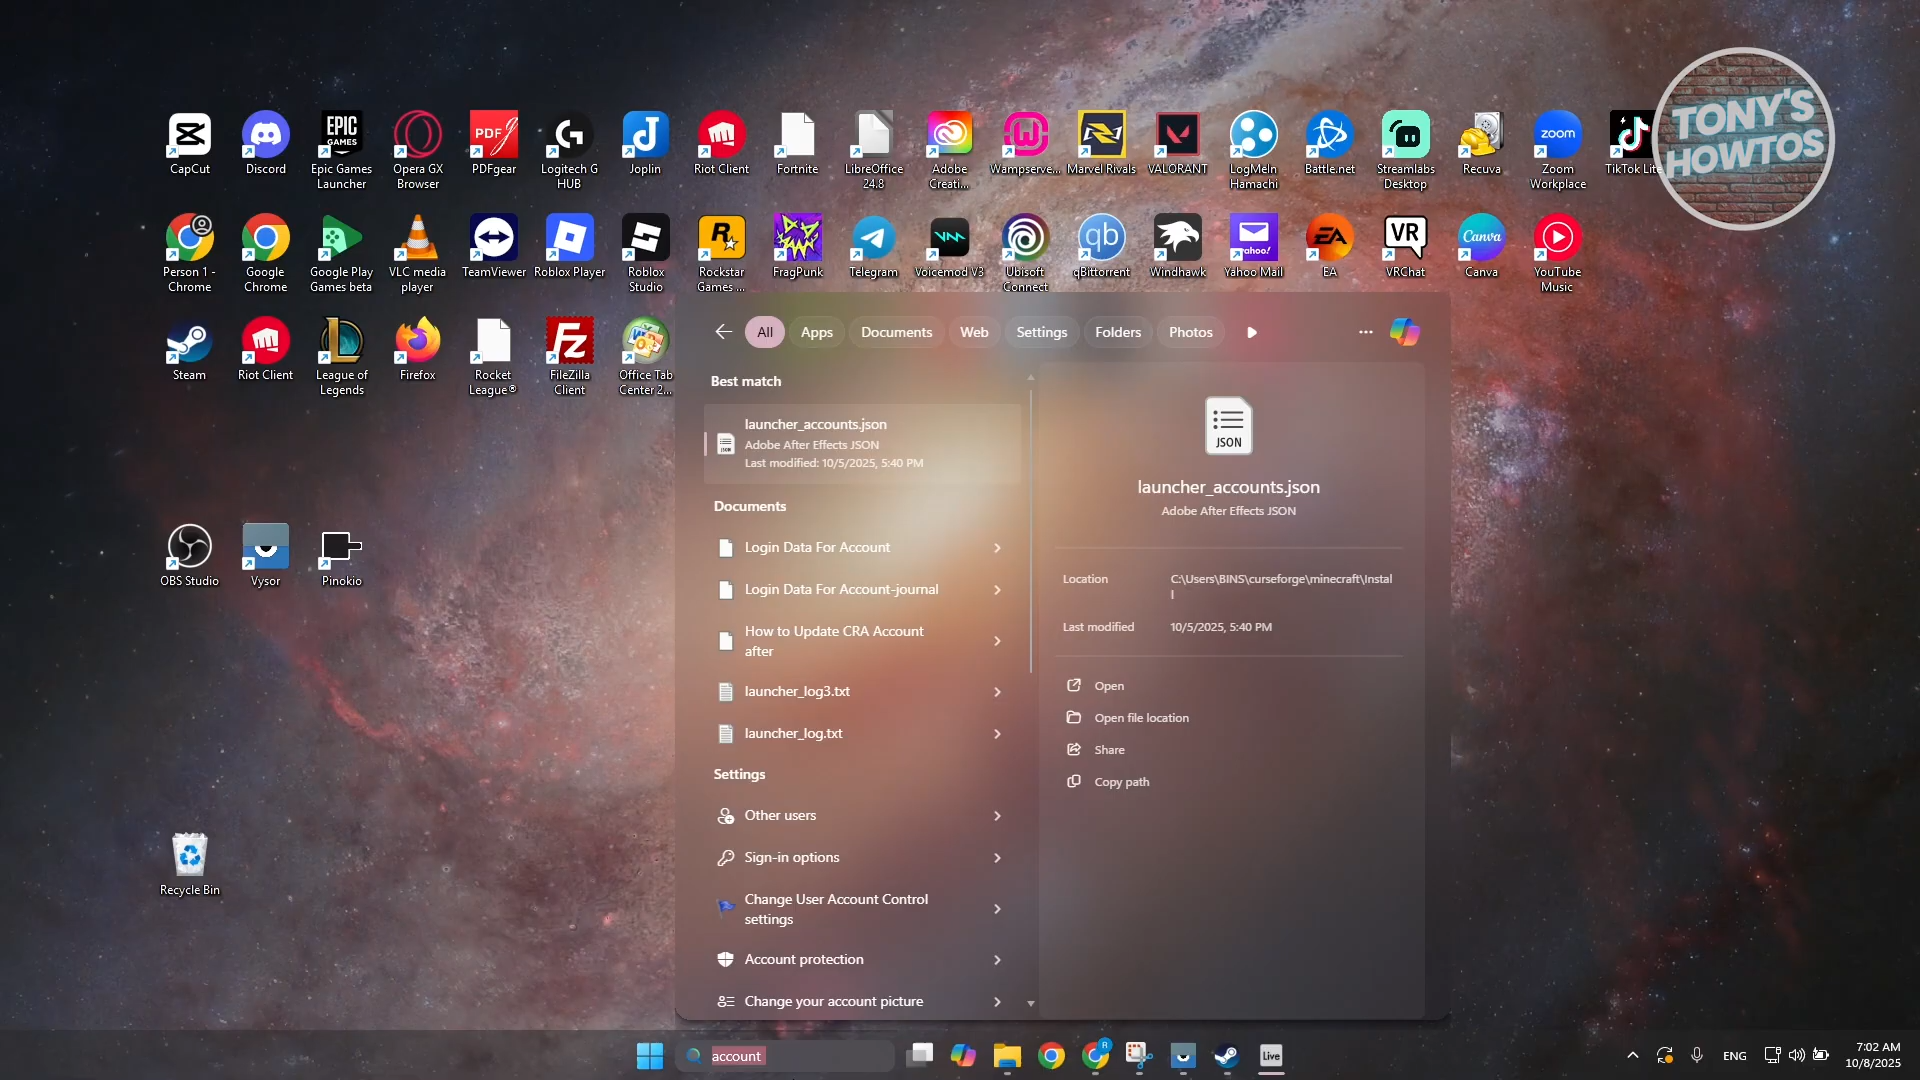 TONY'S
HOWTOS
CapCut
Discord
Epic Games
Launcher
Opera GX
Browser
PDFgear
Logitech G
HUB
Joplin
Riot Client
Fortnite
LibreOffice
24.8
Adobe
Creati...
Wampserve...
Marvel Rivals
VALORANT
LogMeIn
Hamachi
Battle.net
Streamlabs
Desktop
Recuva
Zoom
Workplace
TikTok Lite
Person 1 -
Chrome
Google
Chrome
Google Play
Games beta
VLC media
player
TeamViewer
Roblox Player
Roblox
Studio
Rockstar
Games ...
FragPunk
Telegram
Voicemod V3
Ubisoft
Connect
qBittorrent
Windhawk
Yahoo Mail
EA
VRChat
Canva
YouTube
Music
Steam
Riot Client
League of
Legends
Firefox
Rocket
League®
FileZilla
Client
Office Tab
Center 2...
All
Apps
Documents
Web
Settings
Folders
Photos
Best match
launcher_accounts.json
Adobe After Effects JSON
Last modified: 10/5/2025, 5:40 PM
Documents
Login Data For Account
Login Data For Account-journal
How to Update CRA Account
after
launcher_log3.txt
launcher_log.txt
Settings
Other users
Sign-in options
Change User Account Control
settings
Account protection
Change your account picture
JSON
launcher_accounts.json
Adobe After Effects JSON
Location
C:\Users\BINS\curseforge\minecraft\Instal
l
Last modified
10/5/2025, 5:40 PM
Open
Open file location
Share
Copy path
OBS Studio
Vysor
Pinokio
Recycle Bin
account
Live
ENG
7:02 AM
10/8/2025